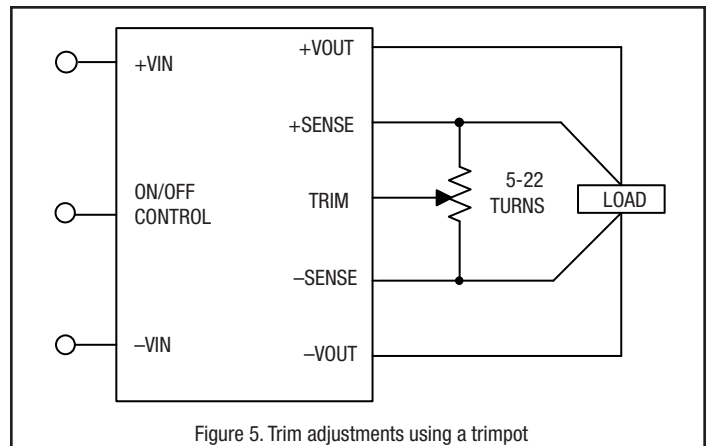 +VOUT
+VIN
+SENSE
ON/OFF
CONTROL
TRIM
5-22
TURNS
LOAD
–SENSE
–VIN
–VOUT
Figure 5. Trim adjustments using a trimpot